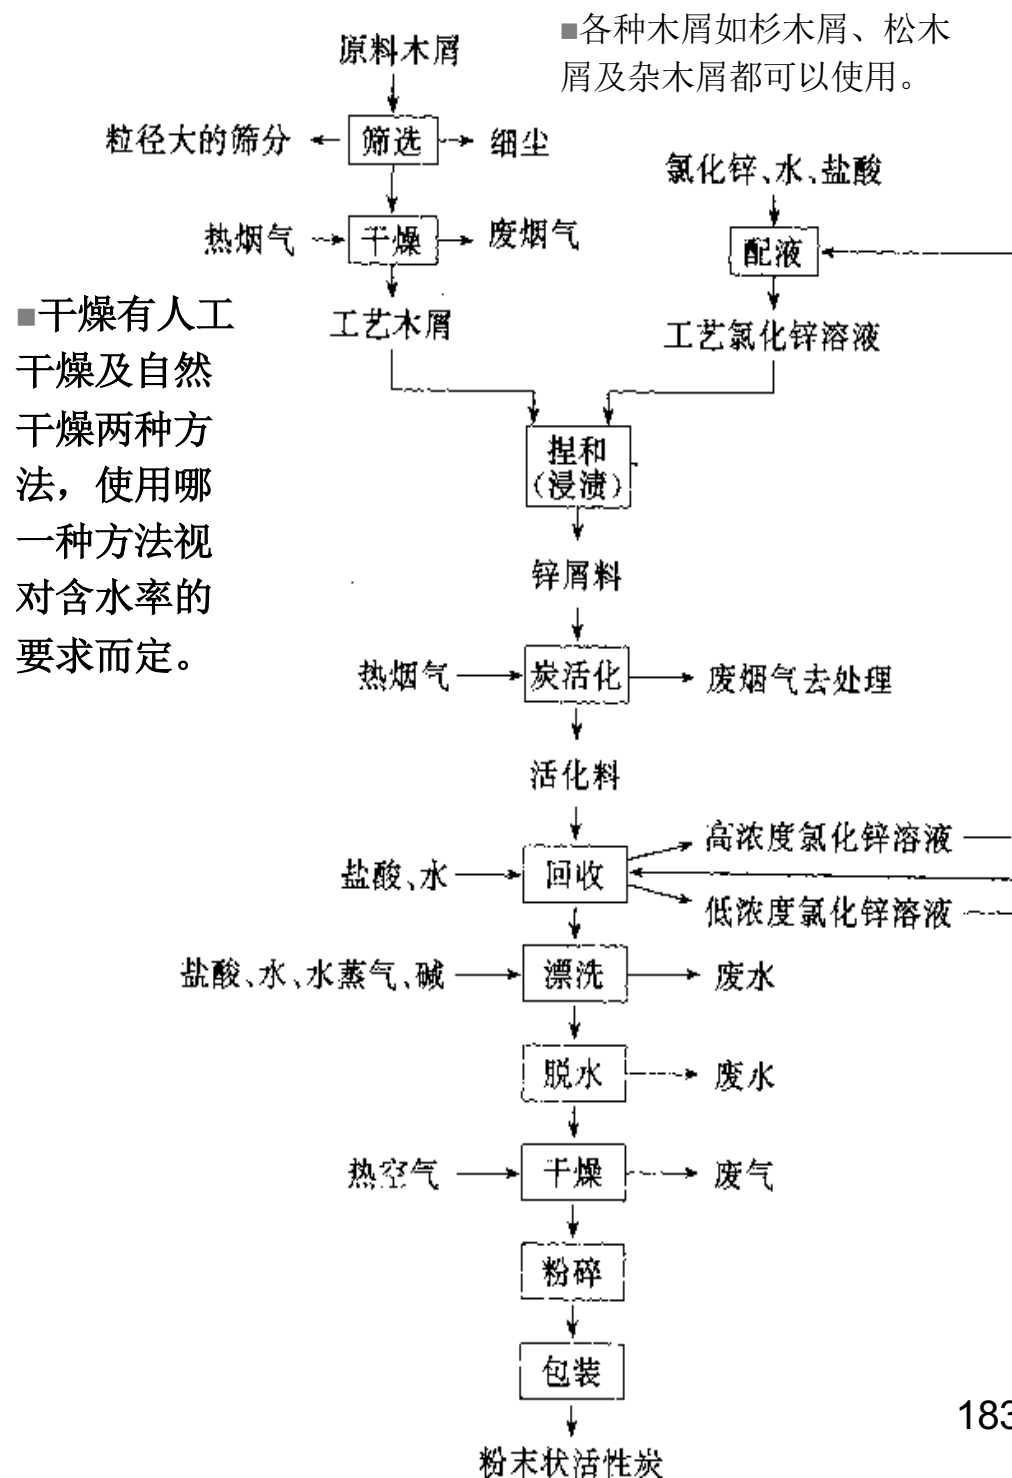 ■各种木屑如杉木屑、松木
屑及杂木屑都可以使用。
原料木屑
粒径大的筛分
筛选
细尘
氯化锌、水、盐酸
热烟气
干燥
废烟气
配液
■干燥有人工
干燥及自然
干燥两种方
法，使用哪
一种方法视
对含水率的
要求而定。
工艺木屑
工艺氯化锌溶液
捏和
（浸渍）
锌屑料
热烟气
炭活化
废烟气去处理
活化料
高浓度氯化锌溶液
盐酸、水
回收
低浓度氯化锌溶液
盐酸、水、水蒸气、碱
漂洗
废水
脱水
废水
热空气
干燥
废气
粉碎
包装
183
粉末状活性炭